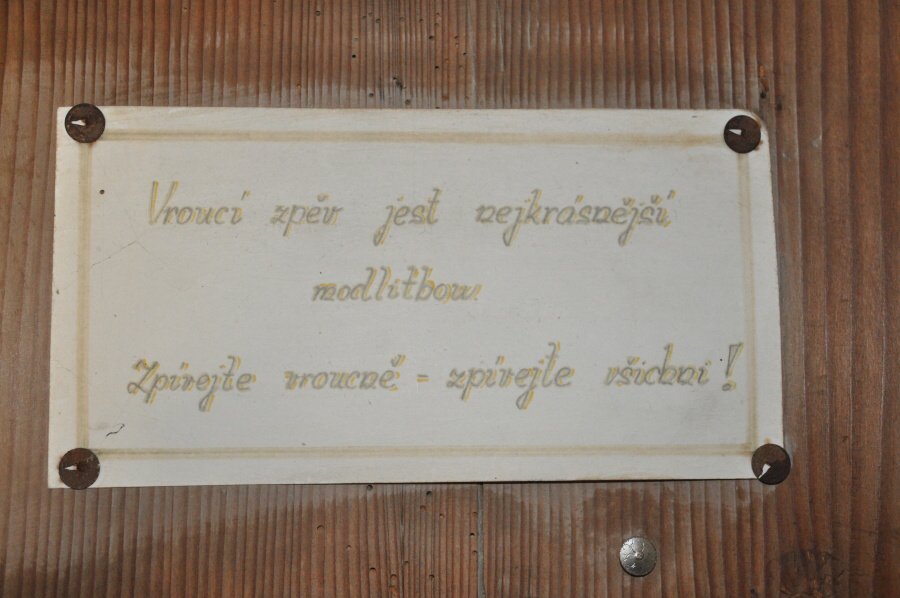 Vroucí zpěv jest nejkrásnější
modlitbou.
Zpívejte vroucně - zpívejte všichni!